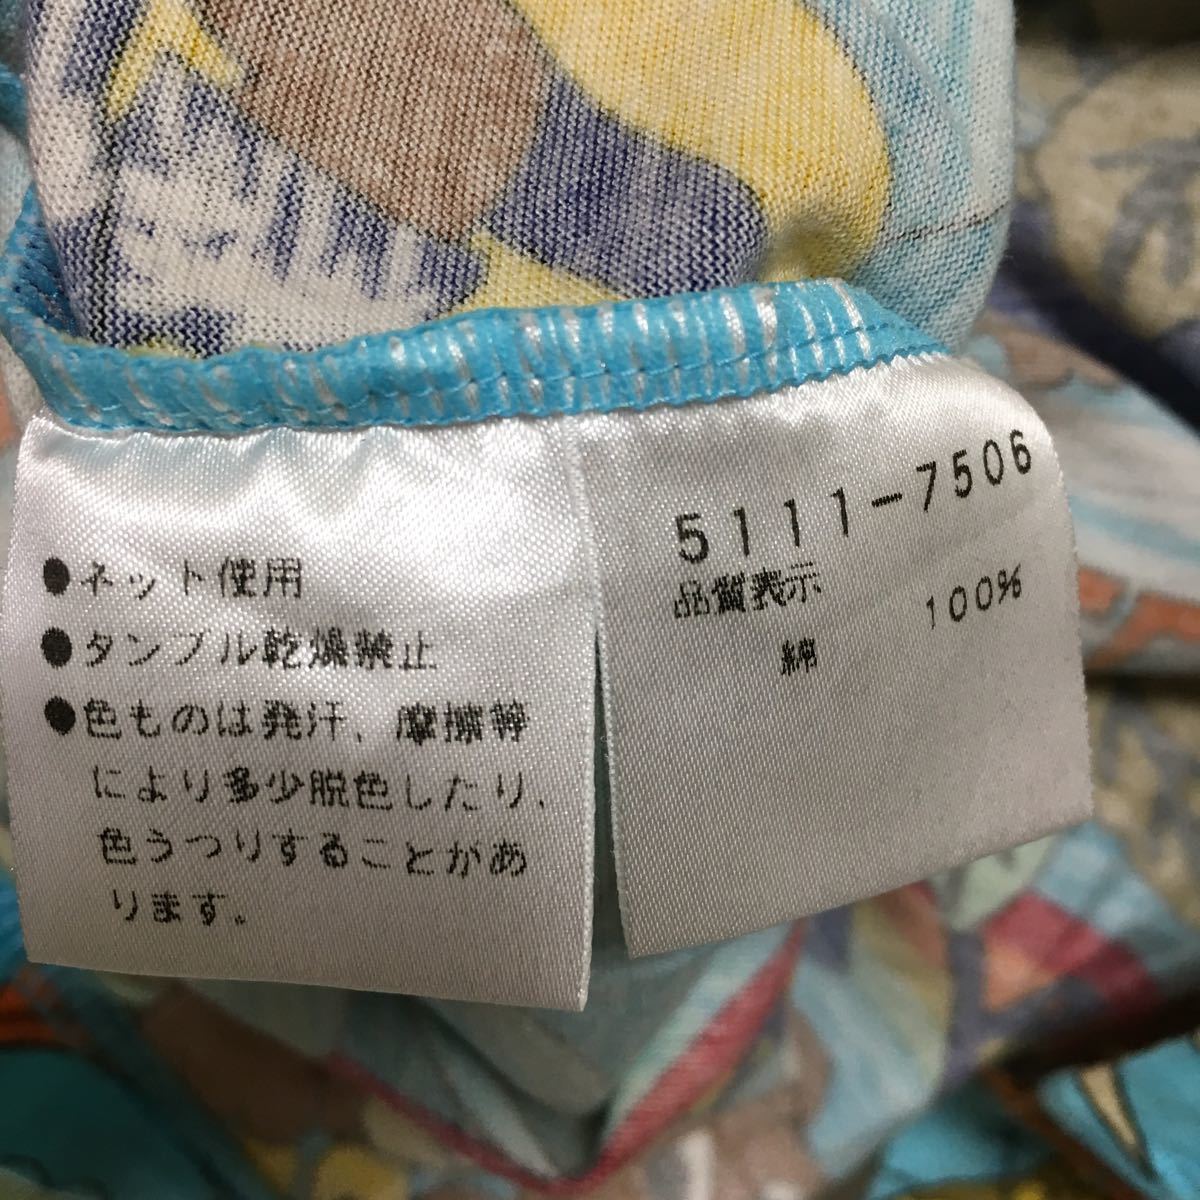 ●ネット使用
●タンブル乾燥禁止
●色ものは発汗、摩擦等
により多少脱色したり、
色うつりすることがあ
ります。
5111-7506
品質表示
綿 100%